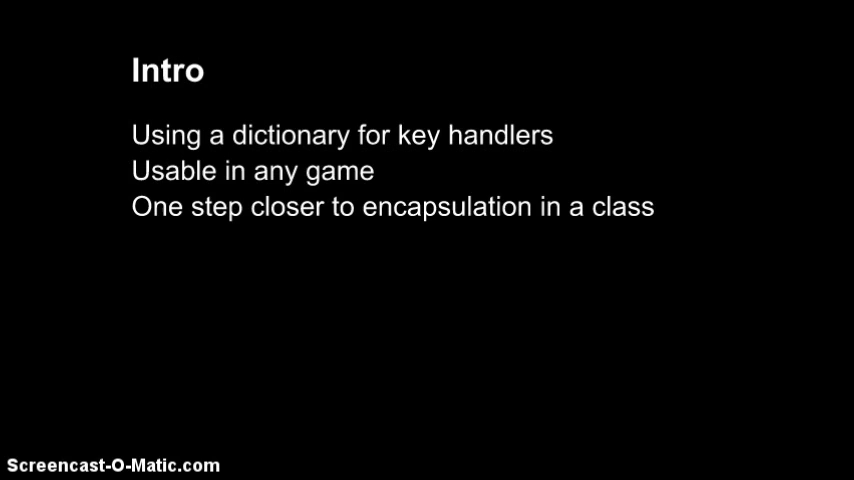 Intro
Using a dictionary for key handlers
Usable in any game
One step closer to encapsulation in a class
Screencast-O-Matic.com